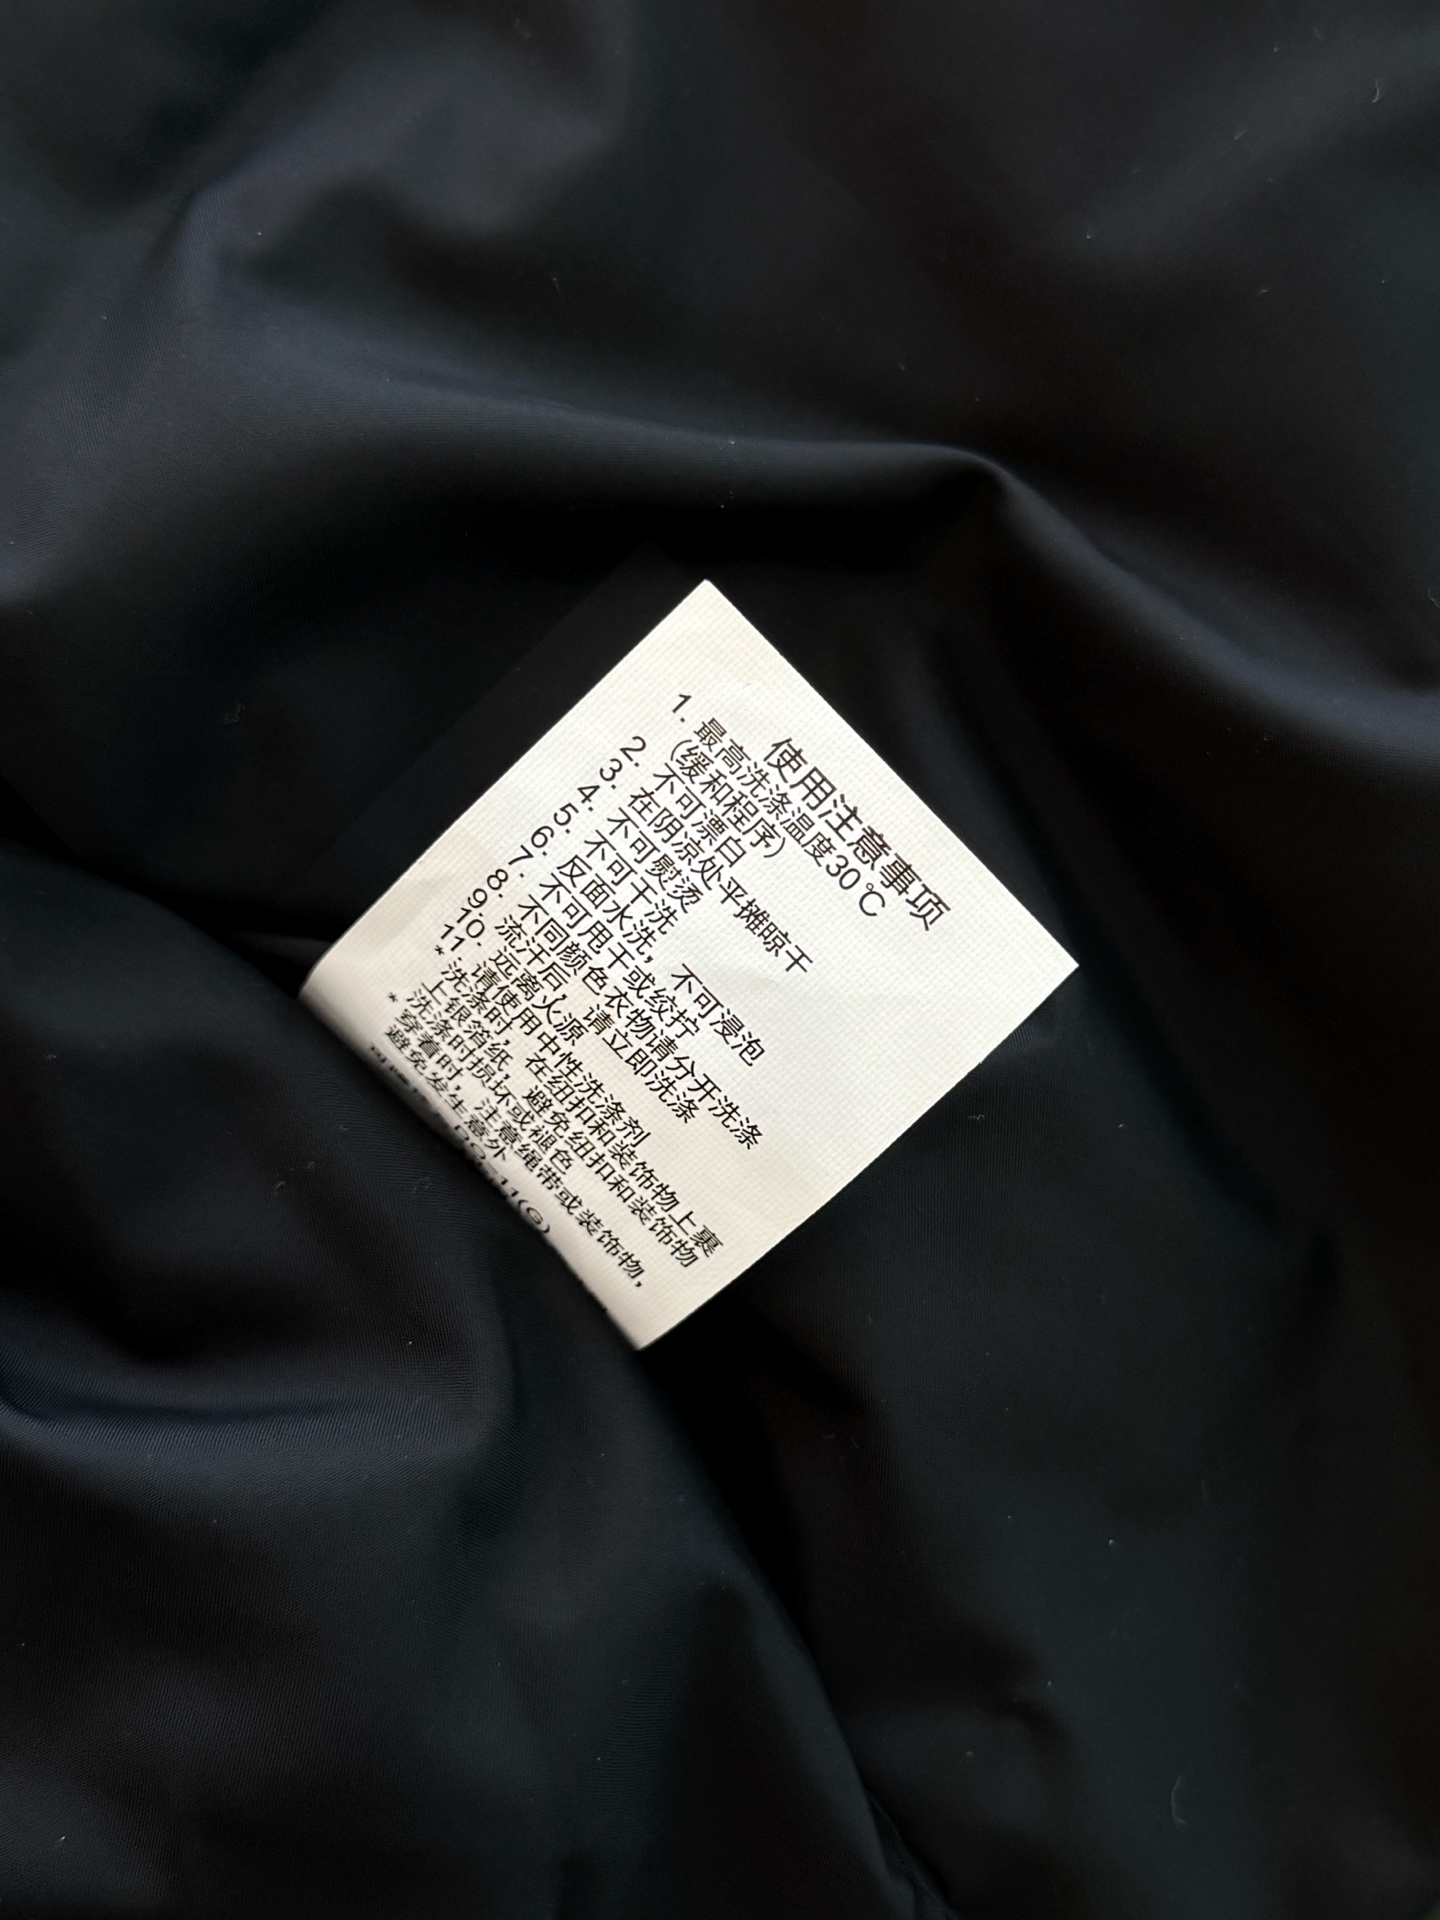 使用注意事项
1. 最高洗涤温度30℃
(缓和程序)
2. 不可漂白
3. 在阴凉处平摊晾干
4. 不可熨烫
5. 不可干洗
6. 反面水洗，不可浸泡
7. 不可甩干或绞拧
8. 不同颜色衣物请分开洗涤
9. 流汗后，请立即洗涤
10. 远离火源
11. 请使用中性洗涤剂
* 洗涤时，在纽扣和装饰物上裹
上银箔纸，避免纽扣和装饰物
洗涤时损坏或褪色
* 穿着时，注意绳带或装饰物，
避免发生意外